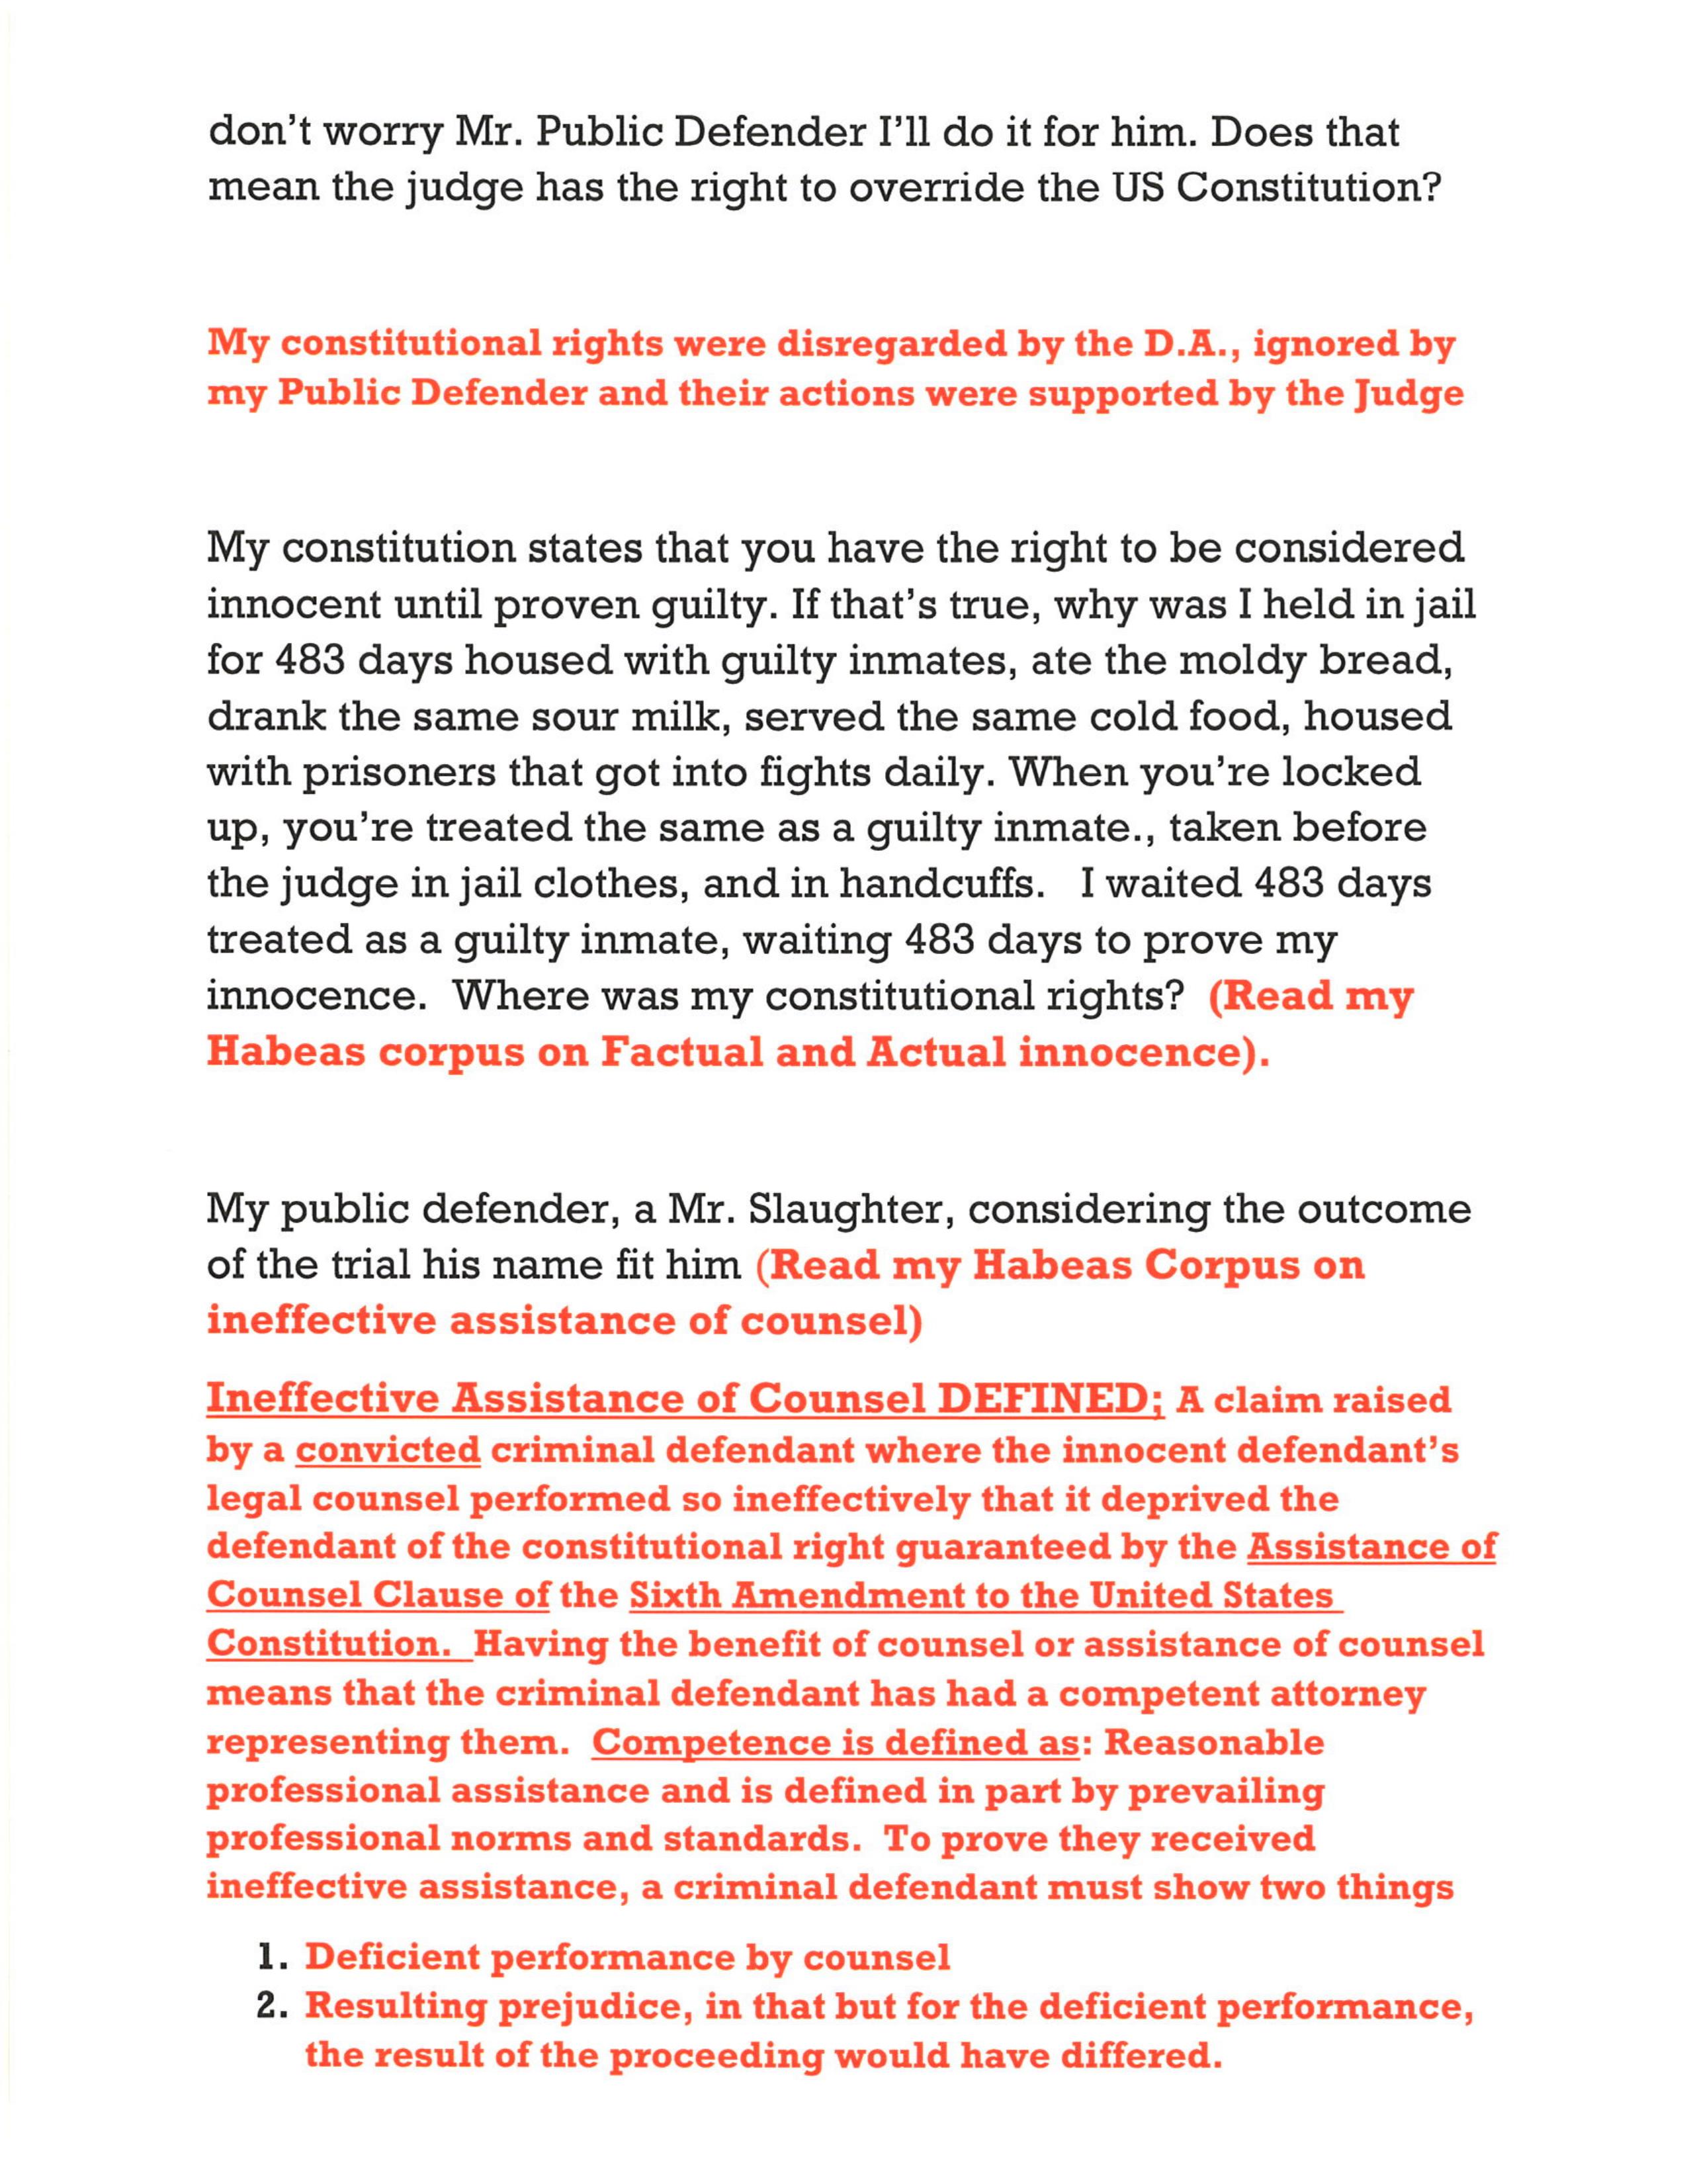 don't worry Mr. Public Defender I'll do it for him. Does that
mean the judge has the right to override the US Constitution?
My constitutional rights were disregarded by the D.A., ignored by
my Public Defender and their actions were supported by the Judge
My constitution states that you have the right to be considered
innocent until proven guilty. If that's true, why was I held in jail
for 483 days housed with guilty inmates, ate the moldy bread,
drank the same sour milk, served the same cold food, housed
with prisoners that got into fights daily. When you're locked
up, you're treated the same as a guilty inmate., taken before
the judge in jail clothes, and in handcuffs.   I waited 483 days
treated as a guilty inmate, waiting 483 days to prove my
innocence.  Where was my constitutional rights?  (Read my
Habeas corpus on Factual and Actual innocence).
My public defender, a Mr. Slaughter, considering the outcome
of the trial his name fit him (Read my Habeas Corpus on
ineffective assistance of counsel)
Ineffective Assistance of Counsel DEFINED; A claim raised
by a convicted criminal defendant where the innocent defendant's
legal counsel performed so ineffectively that it deprived the
defendant of the constitutional right guaranteed by the Assistance of
Counsel Clause of the Sixth Amendment to the United States
Constitution.  Having the benefit of counsel or assistance of counsel
means that the criminal defendant has had a competent attorney
representing them.  Competence is defined as: Reasonable
professional assistance and is defined in part by prevailing
professional norms and standards.  To prove they received
ineffective assistance, a criminal defendant must show two things
1. Deficient performance by counsel
2. Resulting prejudice, in that but for the deficient performance,
the result of the proceeding would have differed.